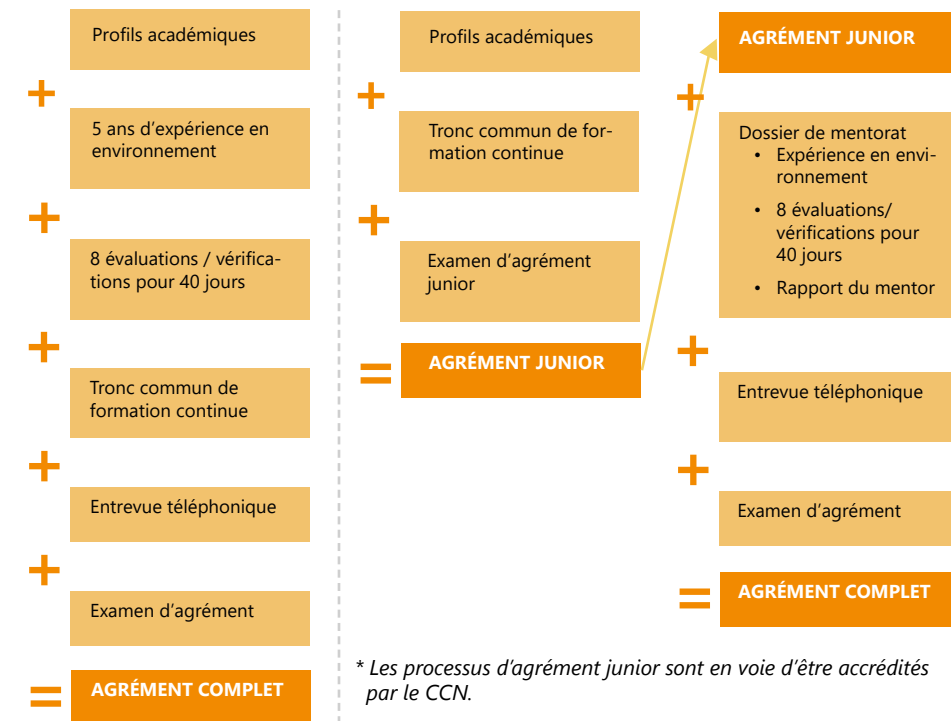 Profils académiques
+
5 ans d'expérience en
environnement
+
8 évaluations / vérifica-
tions pour 40 jours
+
Tronc commun de
formation continue
+
Entrevue téléphonique
+
Examen d'agrément
=
AGRÉMENT COMPLET
Profils académiques
+
Tronc commun de for-
mation continue
+
Examen d'agrément
junior
=
AGRÉMENT JUNIOR
AGRÉMENT JUNIOR
+
Dossier de mentorat
• Expérience en envi-
ronnement
• 8 évaluations/
vérifications pour
40 jours
• Rapport du mentor
+
Entrevue téléphonique
+
Examen d'agrément
=
AGRÉMENT COMPLET
* Les processus d'agrément junior sont en voie d'être accrédités
par le CCN.